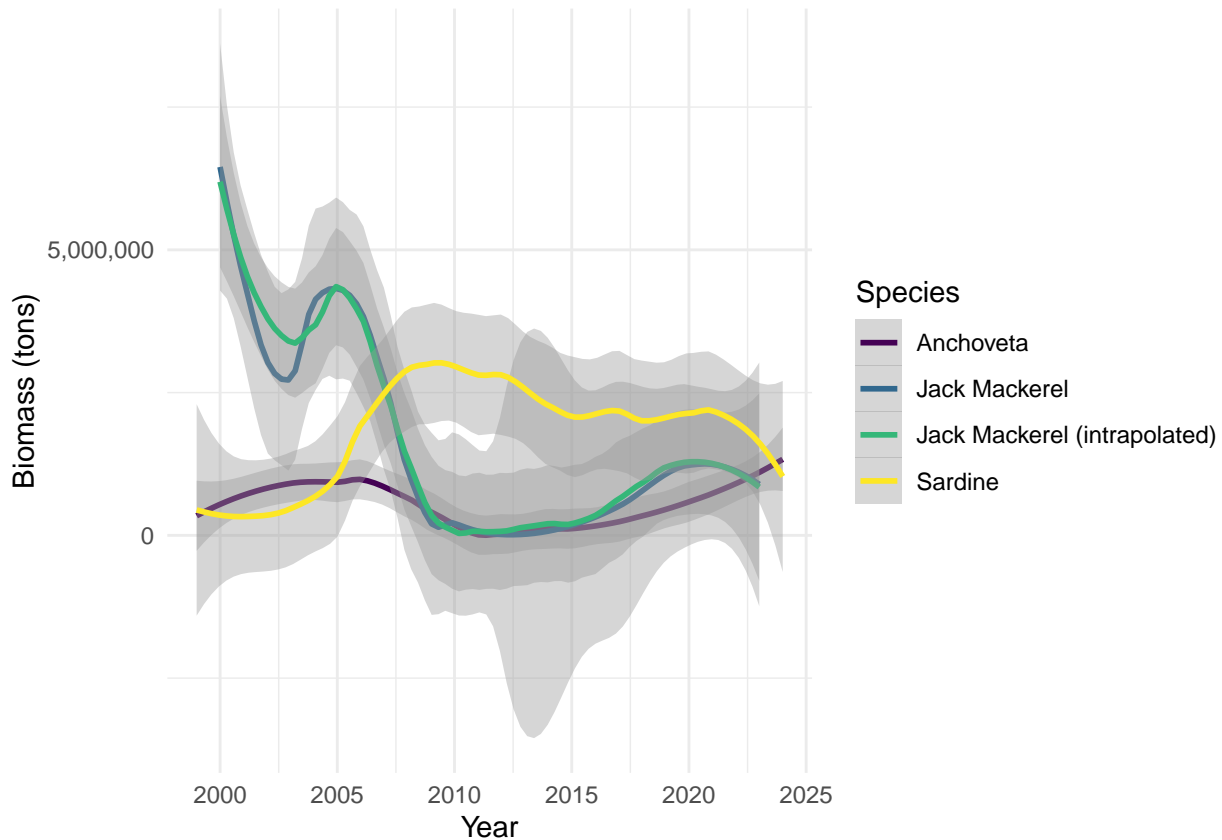 Biomass (tons)
5,000,000
0
2000 2005 2010 2015 2020 2025
Year
Species
Anchoveta
Jack Mackerel
Jack Mackerel (intrapolated)
Sardine